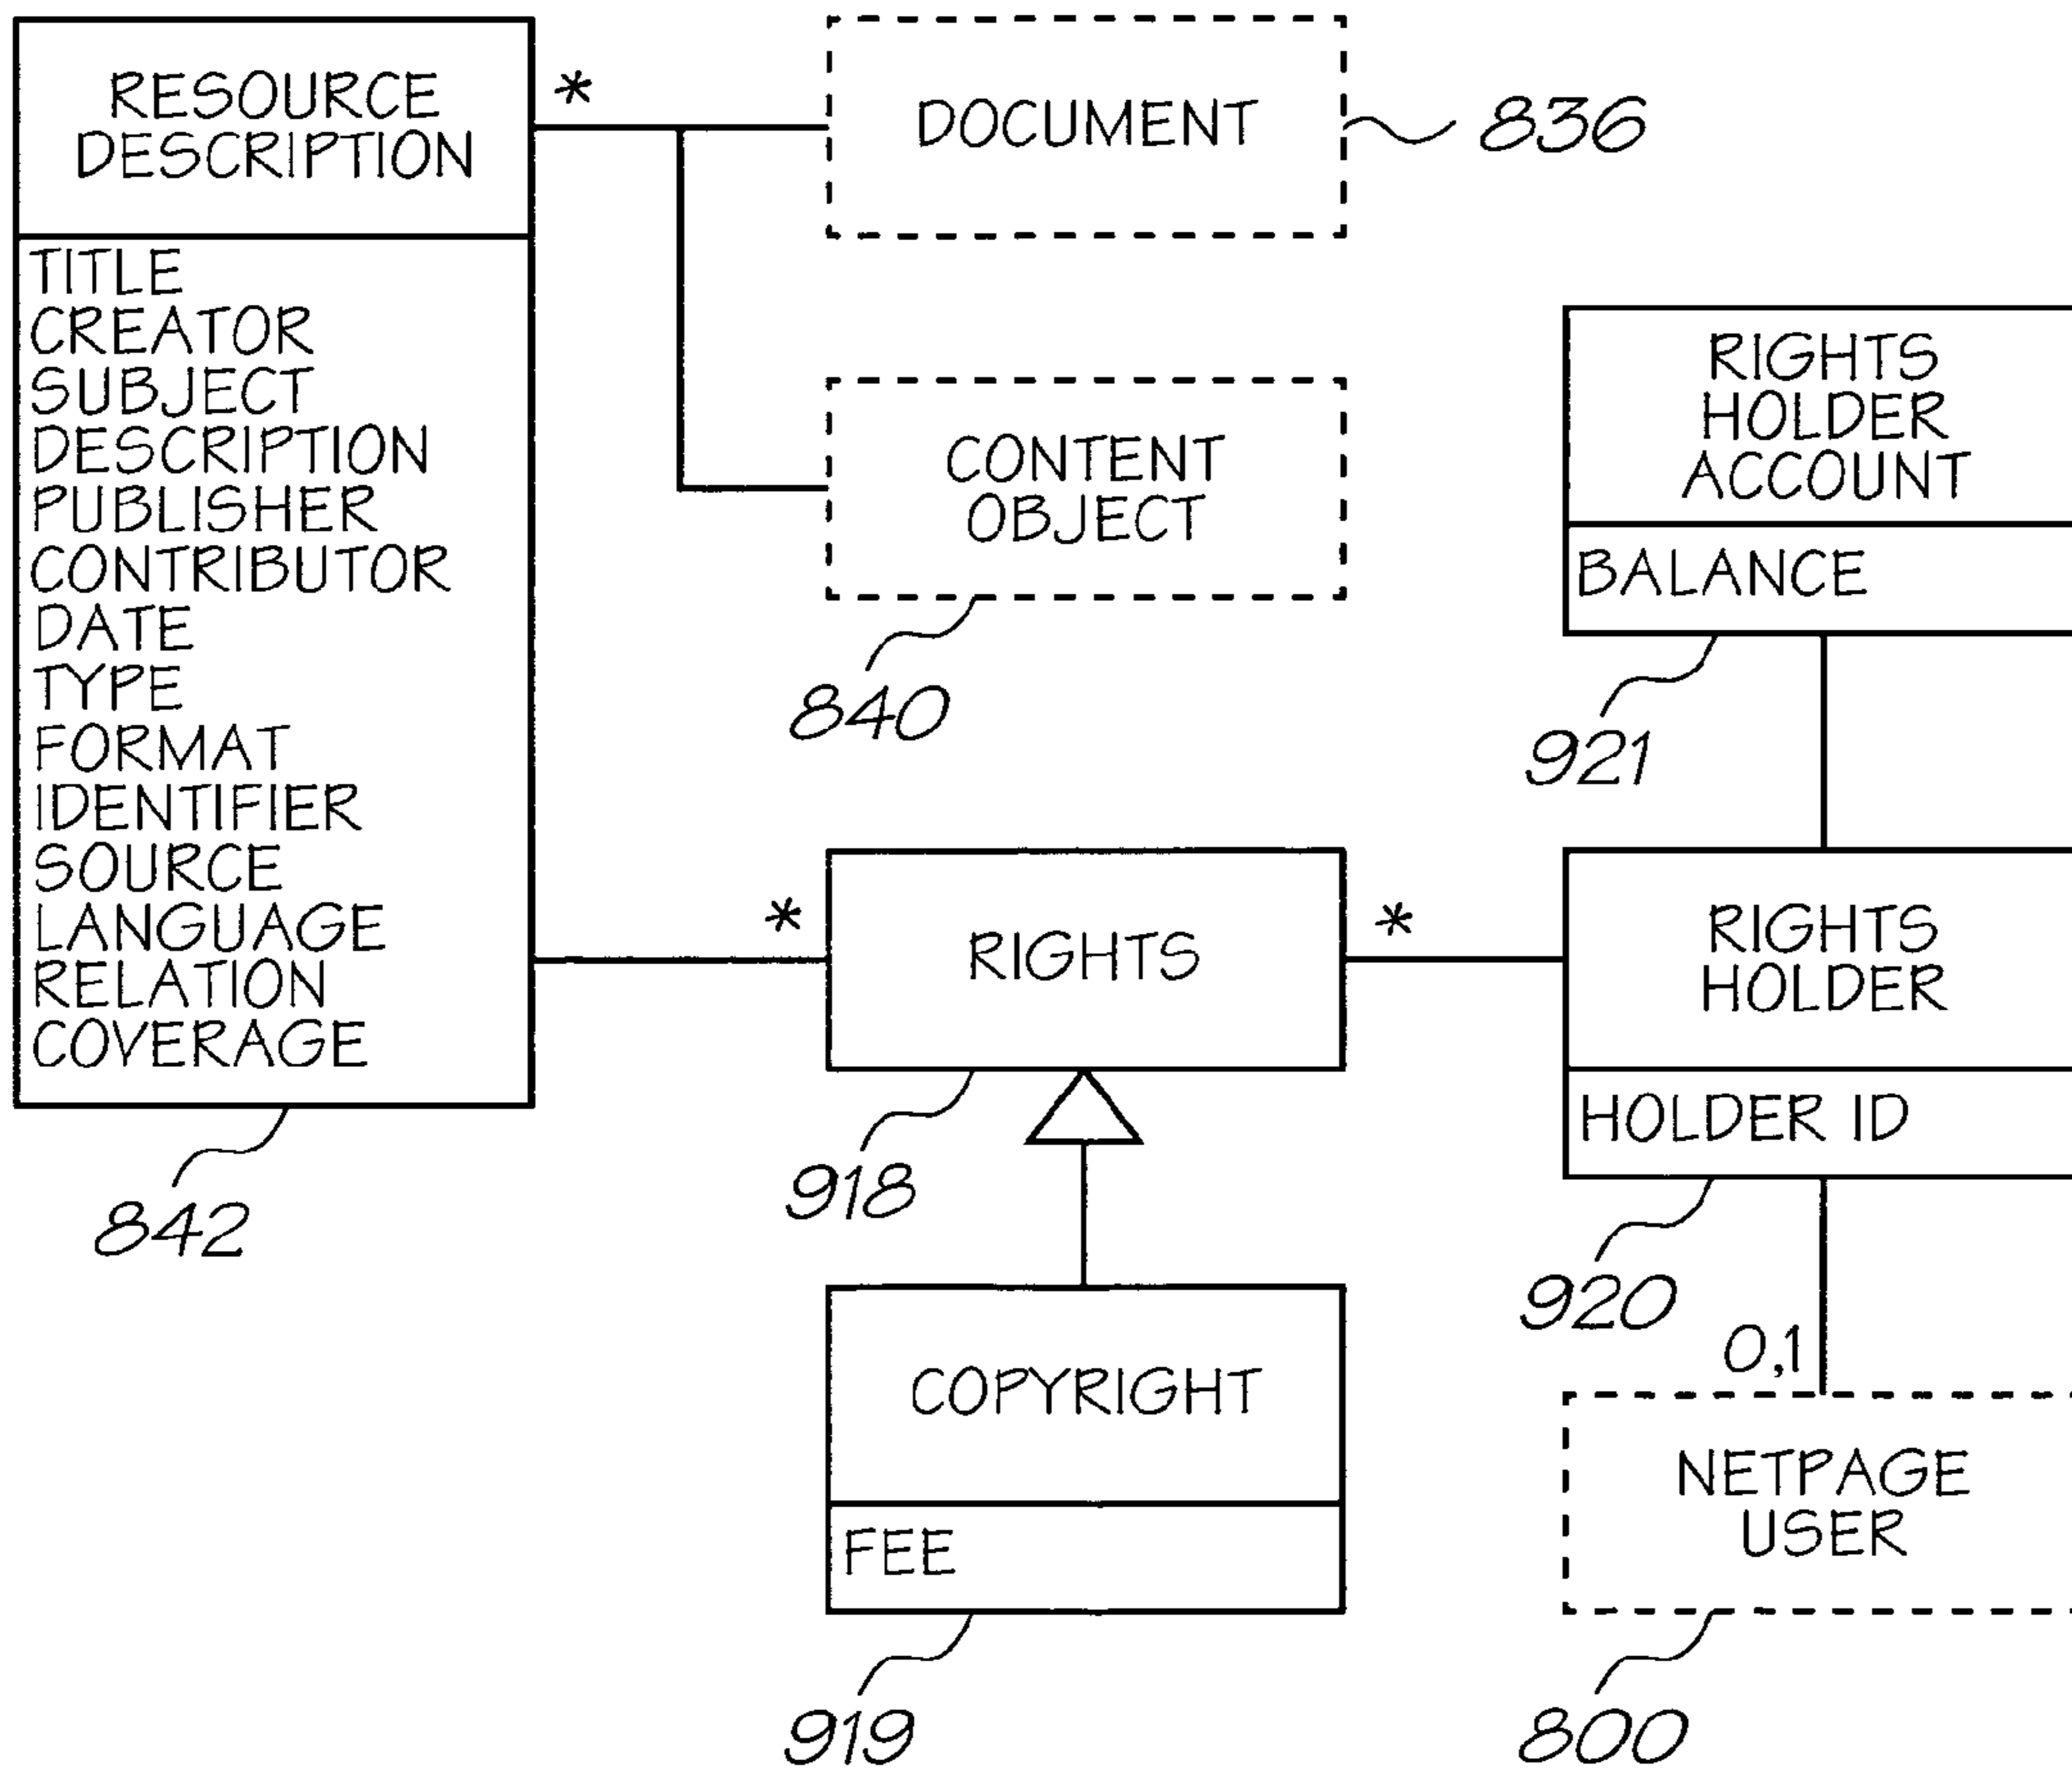 RESOURCE
DESCRIPTION
*
TITLE
CREATOR
SUBJECT
DESCRIPTION
PUBLISHER
CONTRIBUTOR
DATE
TYPE
FORMAT
IDENTIFIER
SOURCE
LANGUAGE
RELATION
COVERAGE
842
DOCUMENT
836
CONTENT
OBJECT
840
RIGHTS
HOLDER
ACCOUNT
BALANCE
921
*
RIGHTS
*
918
RIGHTS
HOLDER
HOLDER ID
920
COPYRIGHT
FEE
919
0,1
NETPAGE
USER
800